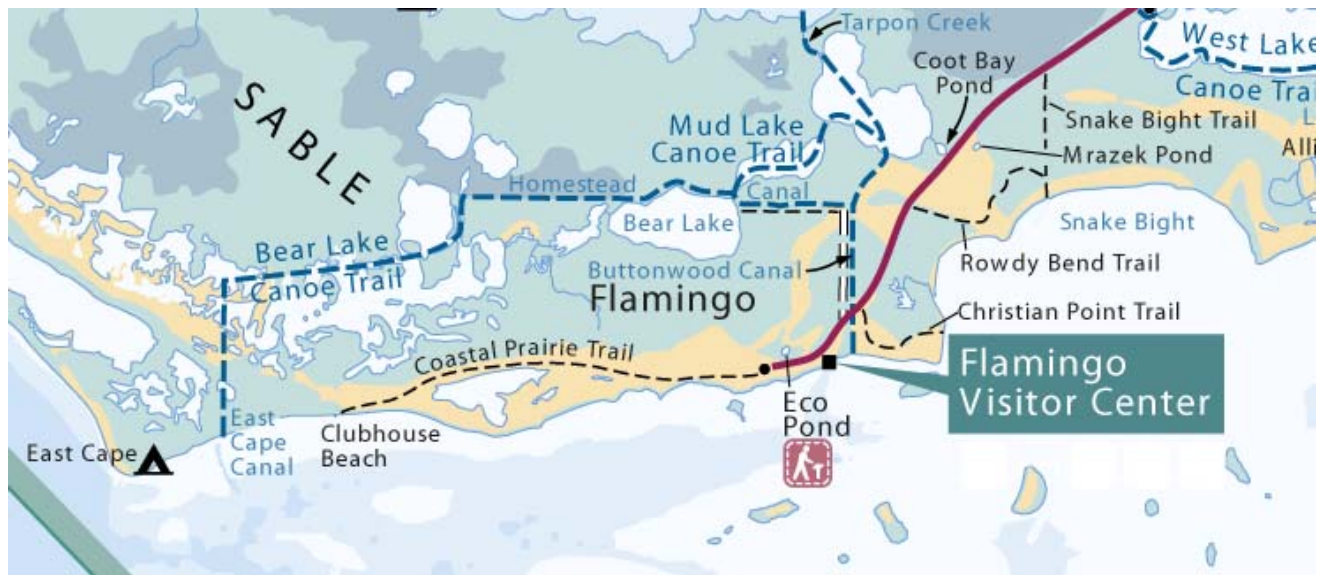 Tarpon Creek
West Lake
Canoe Trai
L
Alli
Coot Bay
Pond
Snake Bight Trail
Mrazek Pond
SABLE
Mud Lake
Canoe Trail
Homestead
Canal
Bear Lake
Snake Bight
Bear Lake
Canoe Trail
Buttonwood Canal
Rowdy Bend Trail
Flamingo
Christian Point Trail
Coastal Prairie Trail
Flamingo
Visitor Center
Eco
Pond
East
Cape
Canal
Clubhouse
Beach
East Cape